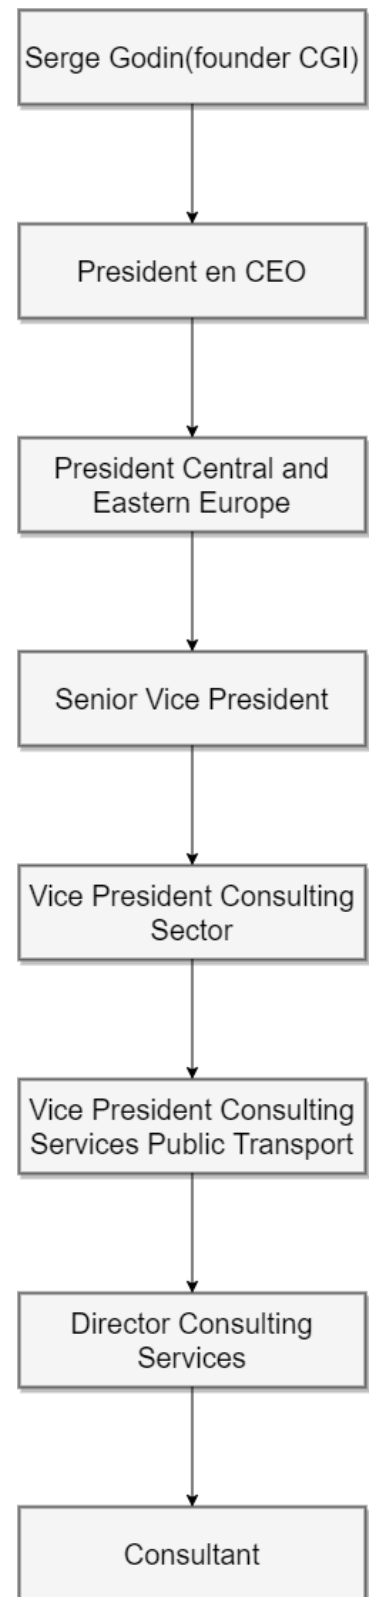 Serge Godin(founder CGI)
President en CEO
President Central and
Eastern Europe
Senior Vice President
Vice President Consulting
Sector
Vice President Consulting
Services Public Transport
Director Consulting
Services
Consultant